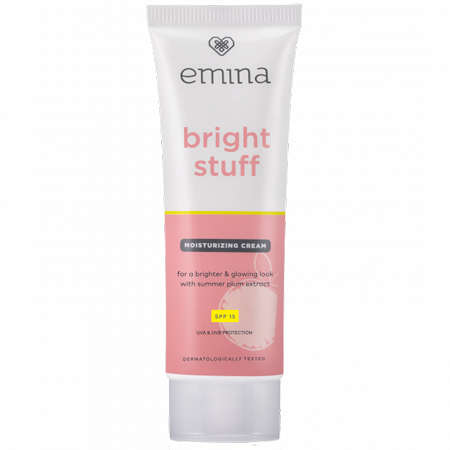 emina
bright
stuff
MOISTURIZING CREAM
for a brighter & glowing look
with summer plum extract
SPF 15
UVA & UVB PROTECTION
DERMATOLOGICALLY TESTED